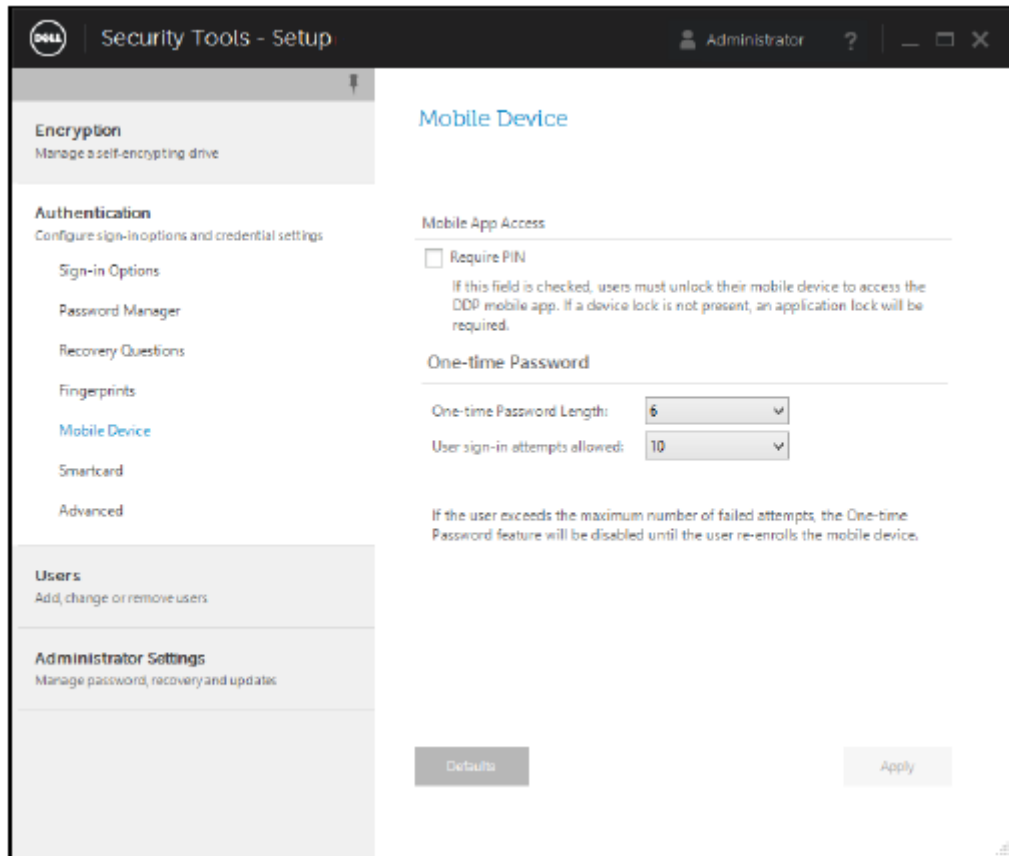 DELL
Security Tools - Setup
Administrator
?
Encryption
Manage a self-encrypting drive
Authentication
Configure sign-in options and credential settings
Sign-in Options
Password Manager
Recovery Questions
Fingerprints
Mobile Device
Smartcard
Advanced
Users
Add, change or remove users
Administrator Settings
Manage password, recovery and updates
Mobile Device
Mobile App Access
Require PIN
If this field is checked, users must unlock their mobile device to access the
DDP mobile app. If a device lock is not present, an application lock will be
required.
One-time Password
One-time Password Length: 6
User sign-in attempts allowed: 10
If the user exceeds the maximum number of failed attempts, the One-time
Password feature will be disabled until the user re-enrolls the mobile device.
Defaults
Apply